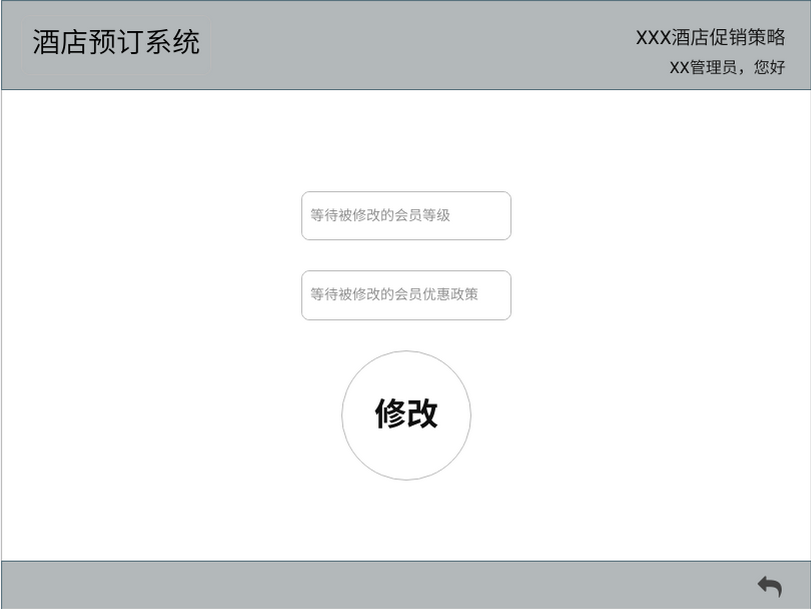 酒店预订系统
XXX酒店促销策略
XX管理员，您好
等待被修改的会员等级
等待被修改的会员优惠政策
修改